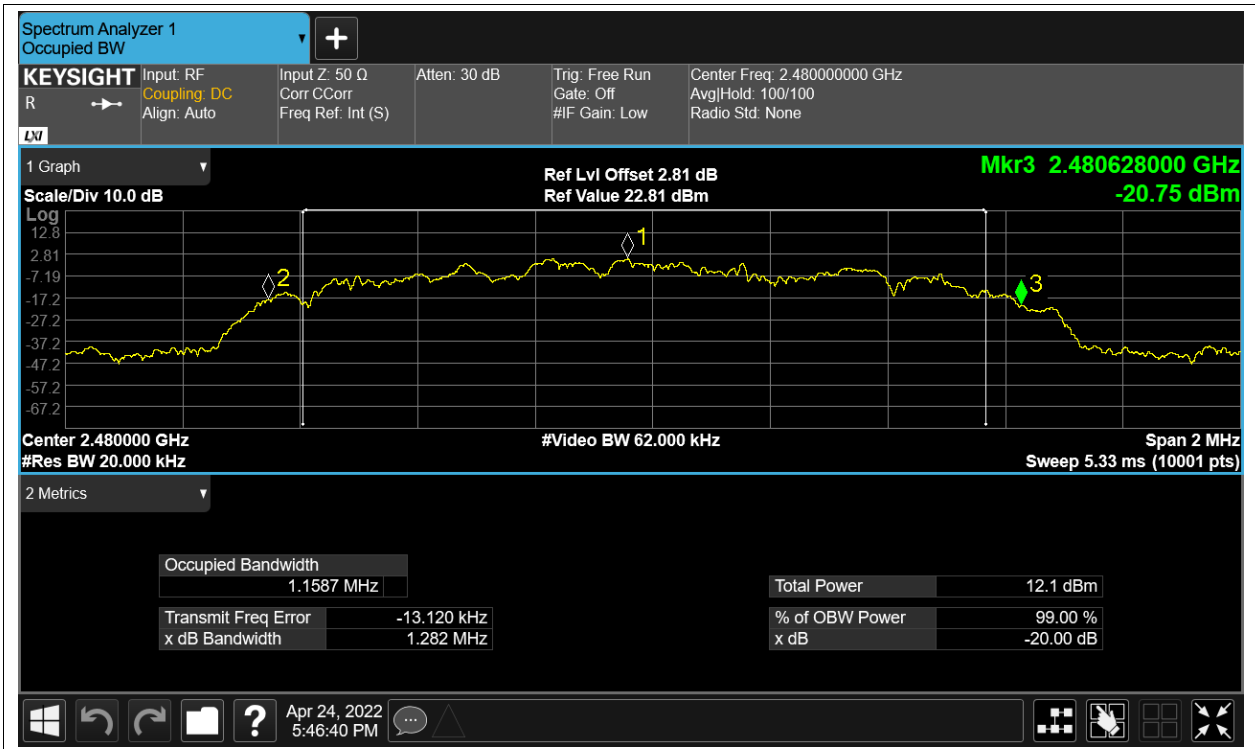 Spectrum Analyzer 1
Occupied BW
KEYSIGHT
R
LXI
Input: RF
Coupling: DC
Align: Auto
Input Z: 50 Ω
Corr CCorr
Freq Ref: Int (S)
Atten: 30 dB
Trig: Free Run
Gate: Off
#IF Gain: Low
Center Freq: 2.480000000 GHz
Avg|Hold: 100/100
Radio Std: None
1 Graph
Scale/Div 10.0 dB
Ref Lvl Offset 2.81 dB
Ref Value 22.81 dBm
Mkr3 2.480628000 GHz
-20.75 dBm
Log
12.8
2.81
-7.19
-17.2
-27.2
-37.2
-47.2
-57.2
-67.2
1
2
3
Center 2.480000 GHz
#Res BW 20.000 kHz
#Video BW 62.000 kHz
Span 2 MHz
Sweep 5.33 ms (10001 pts)
2 Metrics
Occupied Bandwidth
1.1587 MHz
Transmit Freq Error -13.120 kHz
x dB Bandwidth 1.282 MHz
Total Power 12.1 dBm
% of OBW Power 99.00 %
x dB -20.00 dB
?
Apr 24, 2022
5:46:40 PM